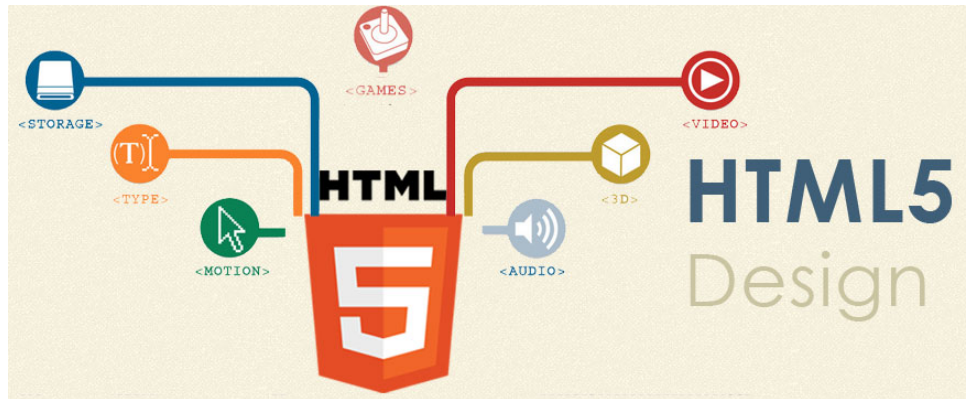 <GAMES>
<STORAGE>
<VIDEO>
(T)
<TYPE>
<3D>
HTML
5
<MOTION>
<AUDIO>
HTML5
Design